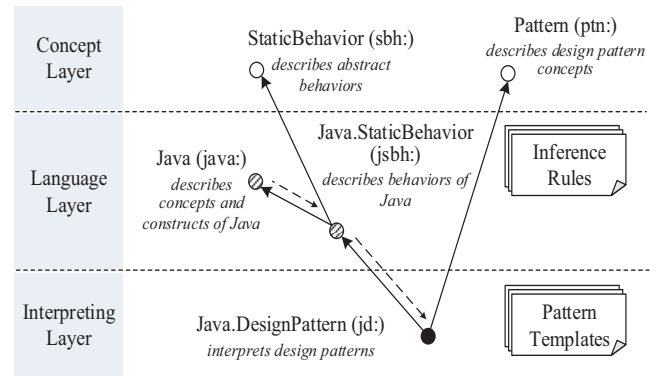 Concept
Layer
StaticBehavior (sbh:)
describes abstract
behaviors
Pattern (ptn:)
describes design pattern
concepts
Language
Layer
Java (java:)
describes
concepts and
constructs of Java
Java.StaticBehavior
(jsbh:)
describes behaviors of
Java
Inference
Rules
Interpreting
Layer
Java.DesignPattern (jd:)
interprets design patterns
Pattern
Templates